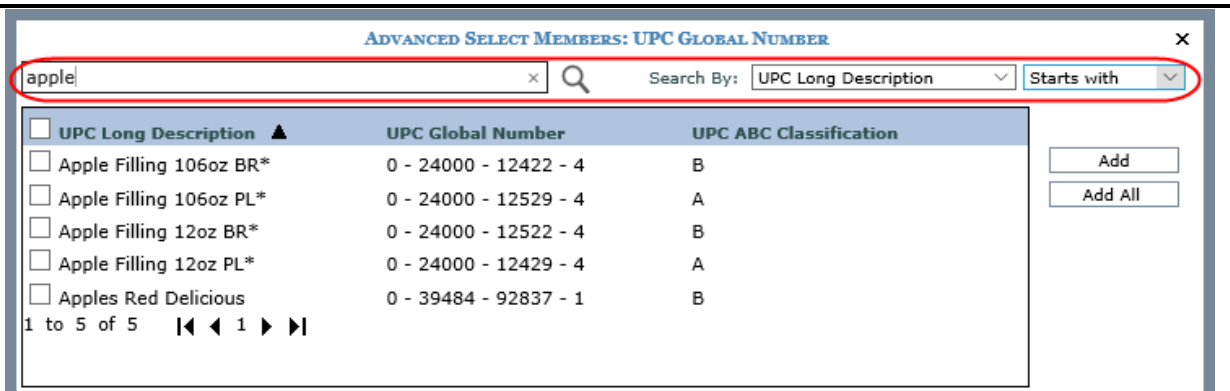 ADVANCED SELECT MEMBERS: UPC GLOBAL NUMBER
apple Search By: UPC Long Description Starts with
UPC Long Description UPC Global Number UPC ABC Classification
Apple Filling 106oz BR* 0 - 24000 - 12422 - 4 B
Apple Filling 106oz PL* 0 - 24000 - 12529 - 4 A
Apple Filling 12oz BR* 0 - 24000 - 12522 - 4 B
Apple Filling 12oz PL* 0 - 24000 - 12429 - 4 A
Apples Red Delicious 0 - 39484 - 92837 - 1 B
1 to 5 of 5 1
Add
Add All